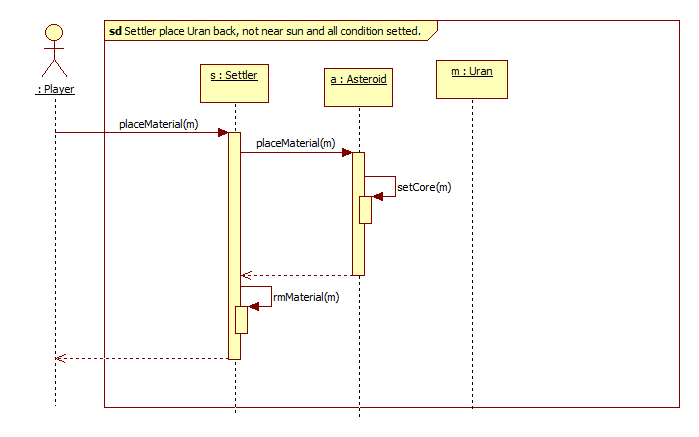 sd Settler place Uran back, not near sun and all condition setted.
s : Settler
a : Asteroid
m : Uran
: Player
placeMaterial(m)
placeMaterial(m)
setCore(m)
rmMaterial(m)